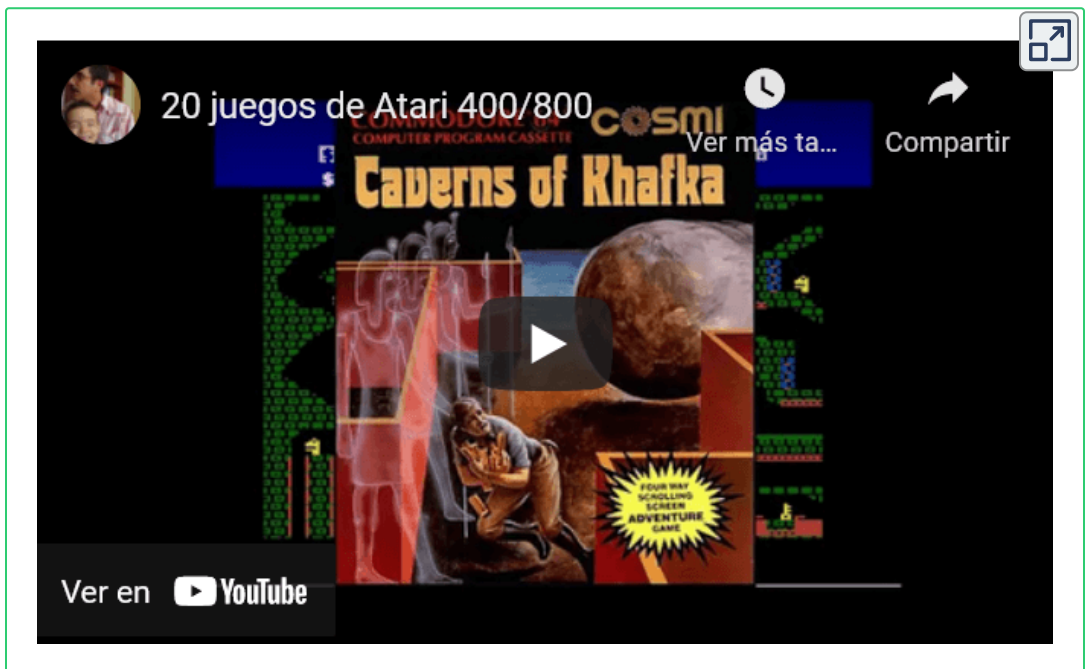 20 juegos de Atari 400/800
Ver más ta...
Compartir
COMMODORE 64
COMPUTER PROGRAM CASSETTE
COSMI
Caverns of Khafka
FOUR WAY
SCROLLING
SCREEN
ADVENTURE
GAME
Ver en YouTube